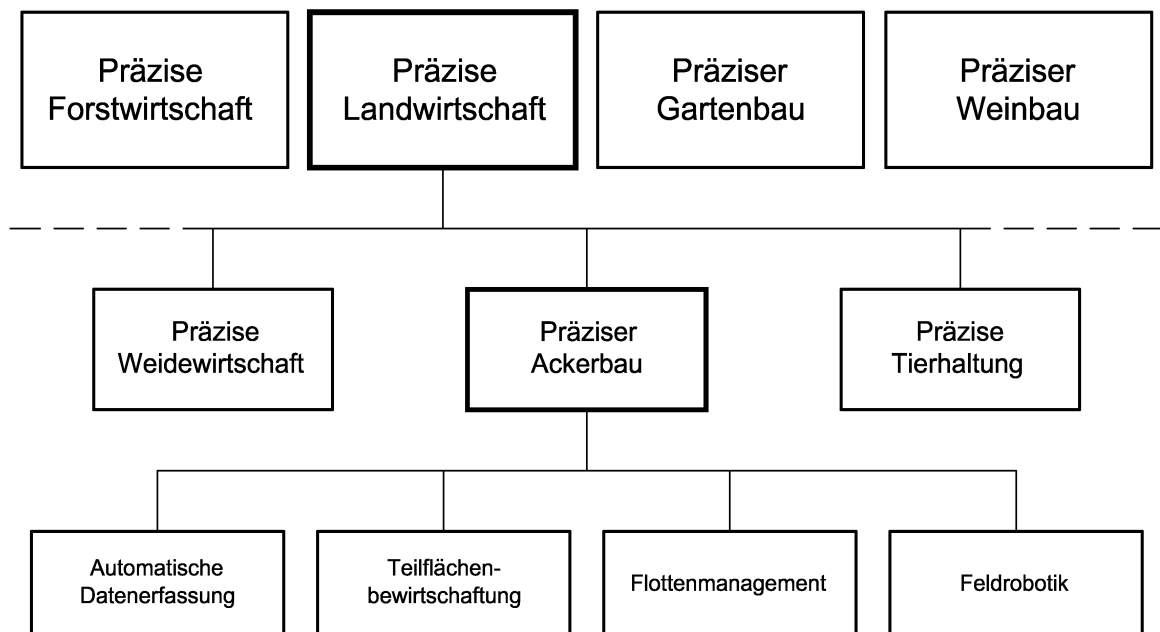 Präzise
Forstwirtschaft
Präzise
Landwirtschaft
Präziser
Gartenbau
Präziser
Weinbau
Präzise
Weidewirtschaft
Präziser
Ackerbau
Präzise
Tierhaltung
Automatische
Datenerfassung
Teilflächen-
bewirtschaftung
Flottenmanagement
Feldrobotik